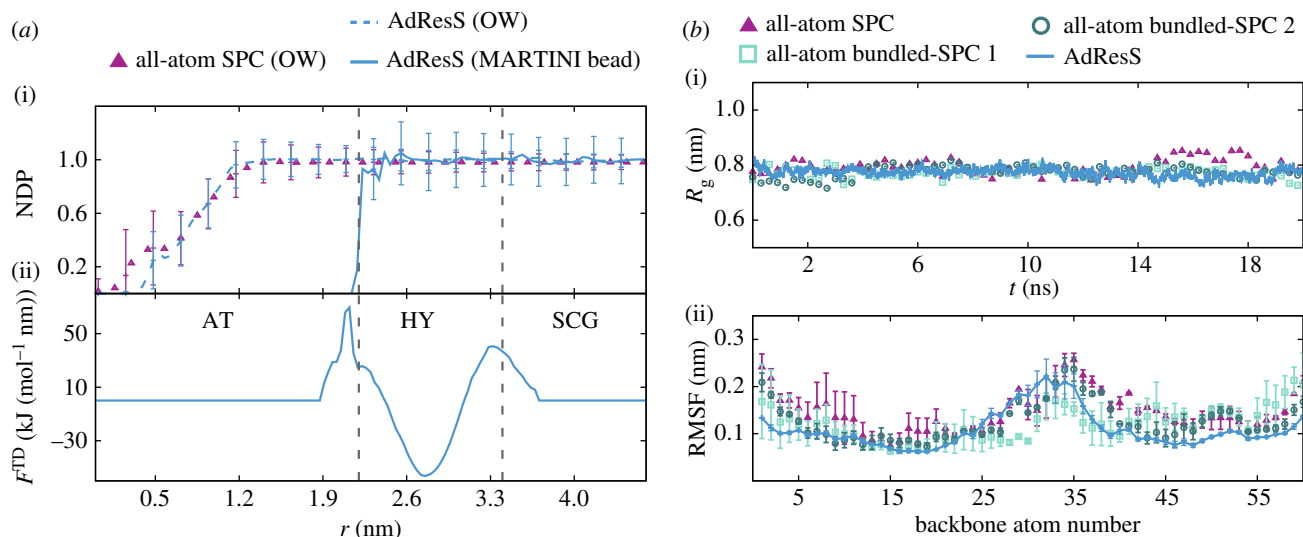 (a)
AdResS (OW)
all-atom SPC (OW)
AdResS (MARTINI bead)
(i)
NDP
1.0
0.6
0.2
(ii)
F^TD (kJ (mol⁻¹ nm))
50
10
−30
AT
HY
SCG
0.5 1.2 1.9 2.6 3.3 4.0
r (nm)
(b)
all-atom SPC
all-atom bundled-SPC 2
all-atom bundled-SPC 1
AdResS
(i)
R_g (nm)
1.0
0.8
0.6
2 6 10 14 18
t (ns)
(ii)
RMSF (nm)
0.3
0.2
0.1
5 15 25 35 45 55
backbone atom number